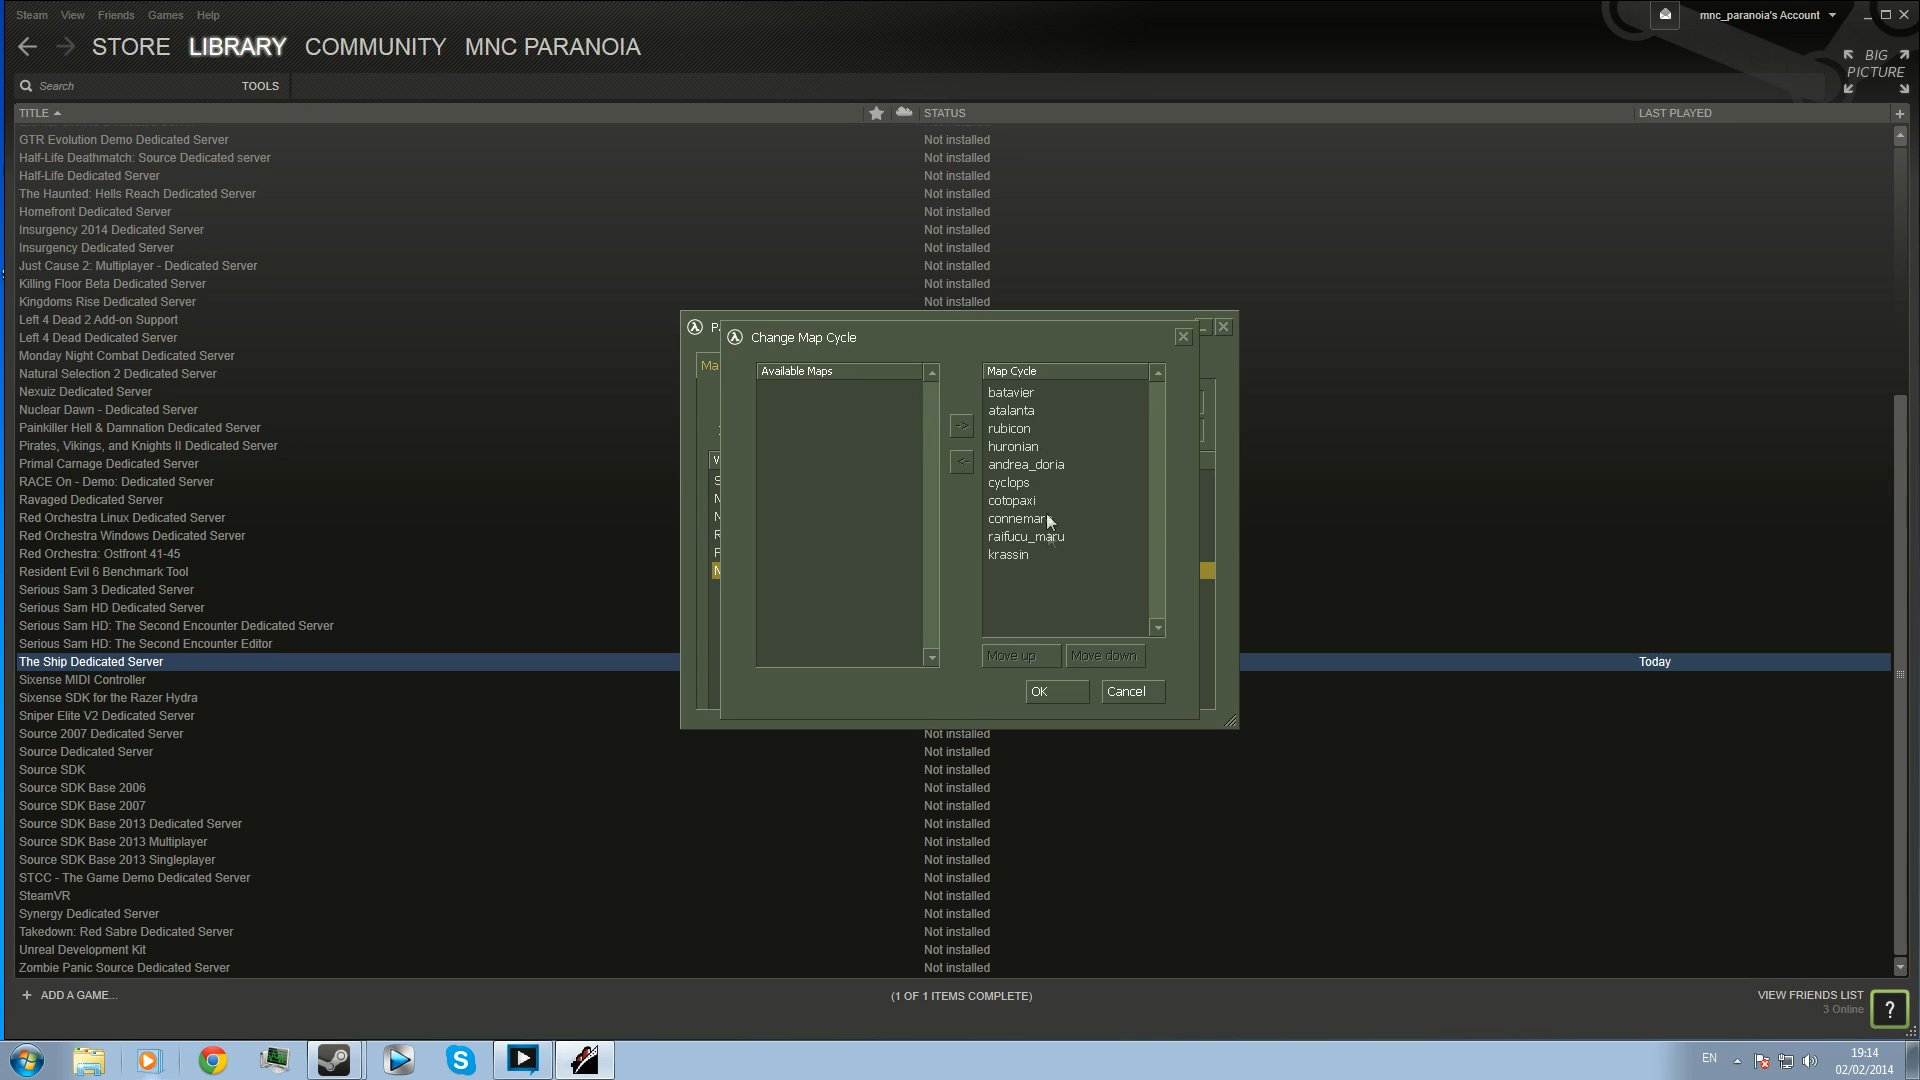 Steam View Friends Games Help
mnc_paranoia's Account
STORE LIBRARY COMMUNITY MNC PARANOIA
BIG PICTURE
Search TOOLS
TITLE STATUS LAST PLAYED
GTR Evolution Demo Dedicated Server Not installed
Half-Life Deathmatch: Source Dedicated server Not installed
Half-Life Dedicated Server Not installed
The Haunted: Hells Reach Dedicated Server Not installed
Homefront Dedicated Server Not installed
Insurgency 2014 Dedicated Server Not installed
Insurgency Dedicated Server Not installed
Just Cause 2: Multiplayer - Dedicated Server Not installed
Killing Floor Beta Dedicated Server Not installed
Kingdoms Rise Dedicated Server Not installed
Left 4 Dead 2 Add-on Support
Left 4 Dead Dedicated Server
Monday Night Combat Dedicated Server
Natural Selection 2 Dedicated Server
Nexuiz Dedicated Server
Nuclear Dawn - Dedicated Server
Painkiller Hell & Damnation Dedicated Server
Pirates, Vikings, and Knights II Dedicated Server
Primal Carnage Dedicated Server
RACE On - Demo: Dedicated Server
Ravaged Dedicated Server
Red Orchestra Linux Dedicated Server
Red Orchestra Windows Dedicated Server
Red Orchestra: Ostfront 41-45
Resident Evil 6 Benchmark Tool
Serious Sam 3 Dedicated Server
Serious Sam HD Dedicated Server
Serious Sam HD: The Second Encounter Dedicated Server
Serious Sam HD: The Second Encounter Editor
The Ship Dedicated Server Today
Sixense MIDI Controller
Sixense SDK for the Razer Hydra
Sniper Elite V2 Dedicated Server
Source 2007 Dedicated Server Not installed
Source Dedicated Server Not installed
Source SDK Not installed
Source SDK Base 2006 Not installed
Source SDK Base 2007 Not installed
Source SDK Base 2013 Dedicated Server Not installed
Source SDK Base 2013 Multiplayer Not installed
Source SDK Base 2013 Singleplayer Not installed
STCC - The Game Demo Dedicated Server Not installed
SteamVR Not installed
Synergy Dedicated Server Not installed
Takedown: Red Sabre Dedicated Server Not installed
Unreal Development Kit Not installed
Zombie Panic Source Dedicated Server Not installed
Change Map Cycle
Available Maps
Map Cycle
batavier
atalanta
rubicon
huronian
andrea_doria
cyclops
cotopaxi
connemara
raifucu_maru
krassin
->
<-
Move up Move down
OK Cancel
+ ADD A GAME...
(1 OF 1 ITEMS COMPLETE)
VIEW FRIENDS LIST
3 Online
?
EN
19:14
02/02/2014